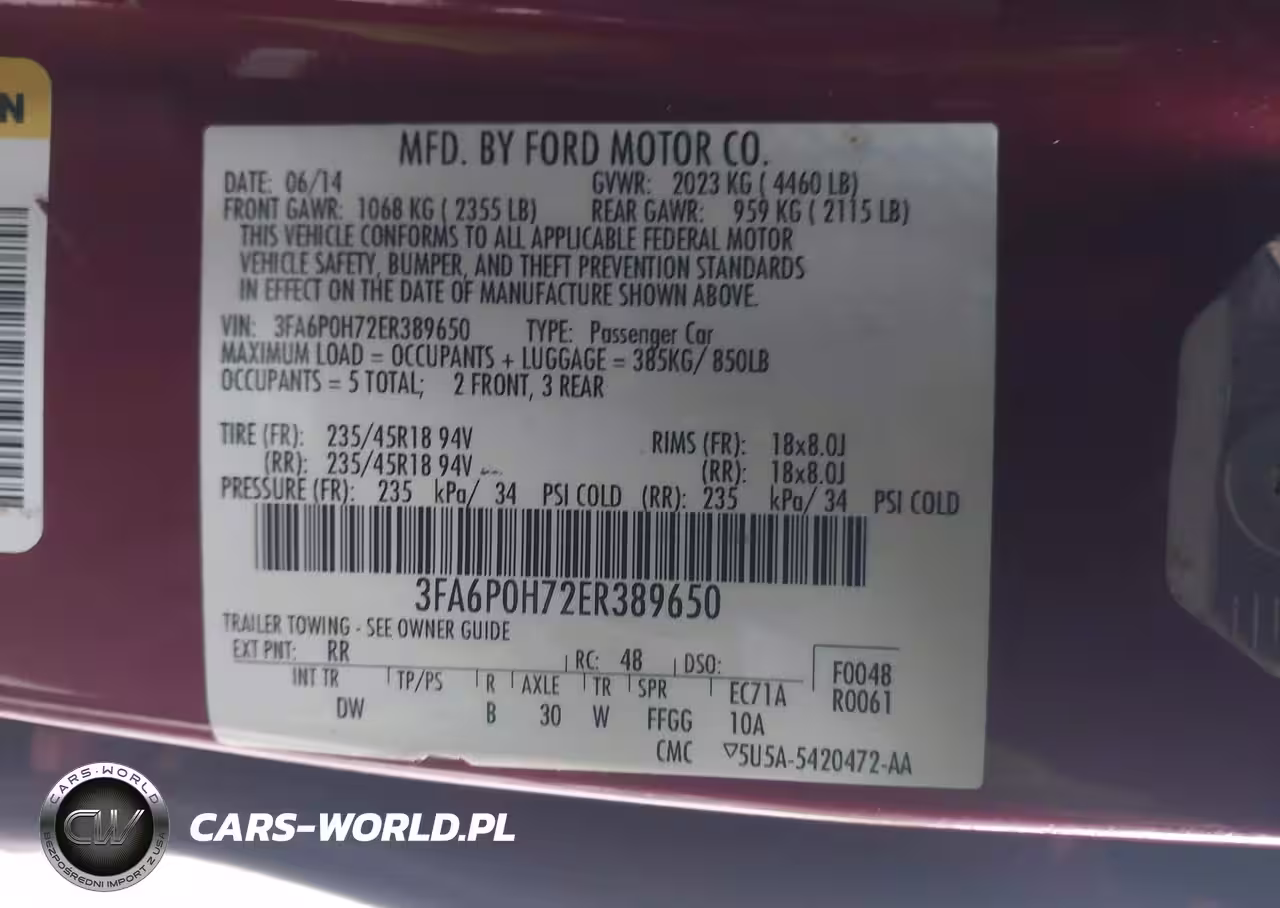 N
MFD. BY FORD MOTOR CO.
DATE: 06/14 GVWR: 2023 KG ( 4460 LB)
FRONT GAWR: 1068 KG ( 2355 LB) REAR GAWR: 959 KG ( 2115 LB)
THIS VEHICLE CONFORMS TO ALL APPLICABLE FEDERAL MOTOR
VEHICLE SAFETY, BUMPER, AND THEFT PREVENTION STANDARDS
IN EFFECT ON THE DATE OF MANUFACTURE SHOWN ABOVE.
VIN: 3FA6P0H72ER389650 TYPE: Passenger Car
MAXIMUM LOAD = OCCUPANTS + LUGGAGE = 385KG/ 850LB
OCCUPANTS = 5 TOTAL; 2 FRONT, 3 REAR
TIRE (FR): 235/45R18 94V RIMS (FR): 18x8.0J
(RR): 235/45R18 94V (RR): 18x8.0J
PRESSURE (FR): 235 kPa/ 34 PSI COLD (RR): 235 kPa/ 34 PSI COLD
3FA6P0H72ER389650
TRAILER TOWING - SEE OWNER GUIDE
EXT PNT: RR RC: 48 DSO: F0048
INT TR TP/PS R AXLE TR SPR EC71A R0061
DW B 30 W FFGG 10A
CMC ▽5U5A-5420472-AA
CARS-WORLD
CW
BEZPOŚREDNI IMPORT Z USA
CARS-WORLD.PL